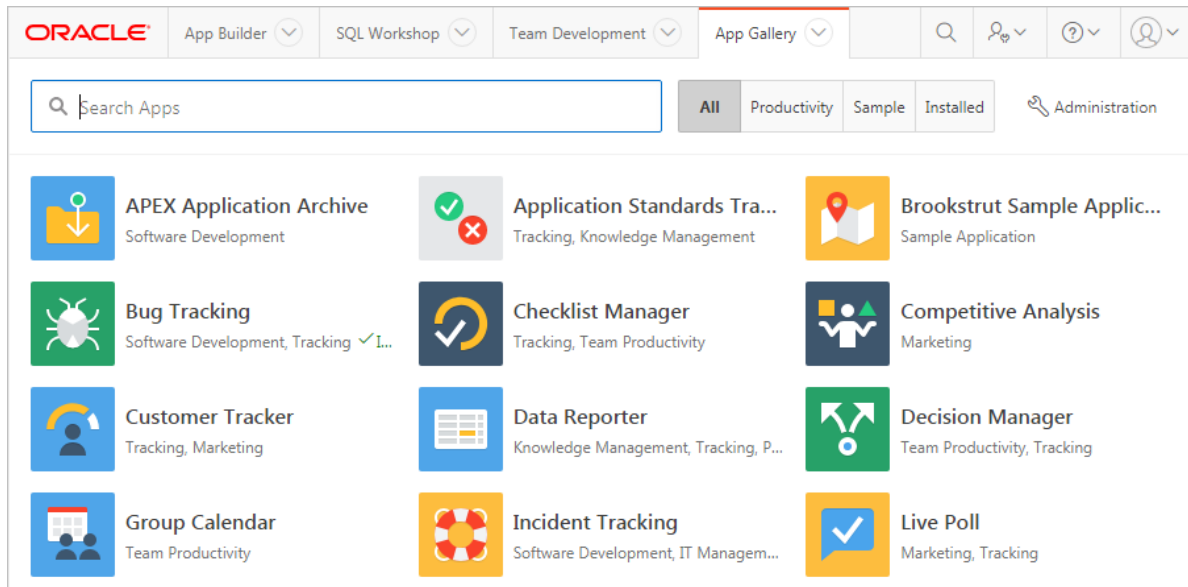 ORACLE App Builder SQL Workshop Team Development App Gallery
Search Apps All Productivity Sample Installed Administration
APEX Application Archive Application Standards Tra... Brookstrut Sample Applic...
Software Development Tracking, Knowledge Management Sample Application
Bug Tracking Checklist Manager Competitive Analysis
Software Development, Tracking ✓I... Tracking, Team Productivity Marketing
Customer Tracker Data Reporter Decision Manager
Tracking, Marketing Knowledge Management, Tracking, P... Team Productivity, Tracking
Group Calendar Incident Tracking Live Poll
Team Productivity Software Development, IT Managem... Marketing, Tracking